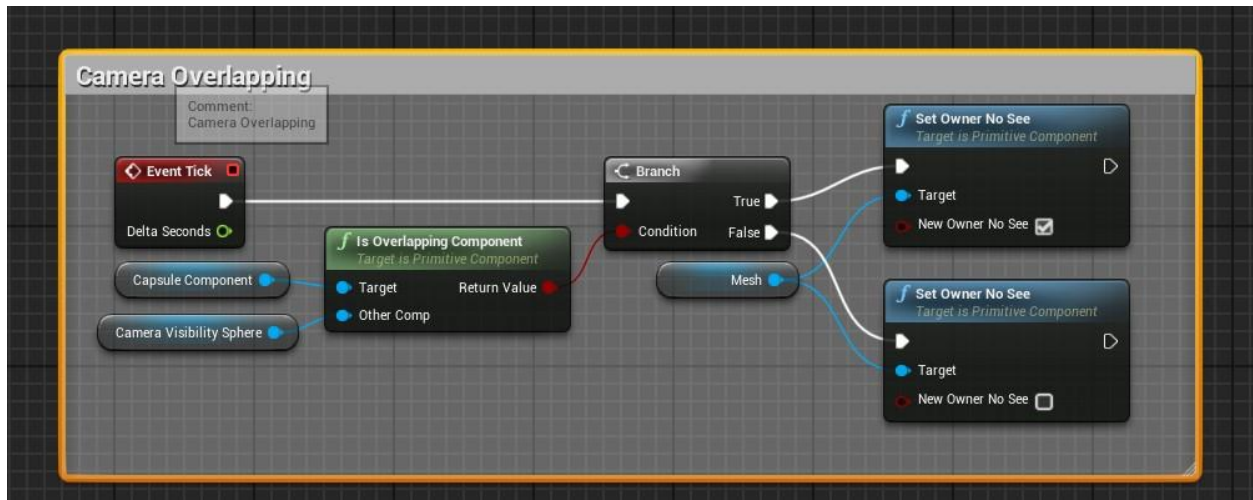 Camera Overlapping
Comment:
Camera Overlapping
Event Tick
Delta Seconds
Capsule Component
Camera Visibility Sphere
f Is Overlapping Component
Target is Primitive Component
Target Return Value
Other Comp
Branch
True
Condition False
Mesh
f Set Owner No See
Target is Primitive Component
Target
New Owner No See
f Set Owner No See
Target is Primitive Component
Target
New Owner No See